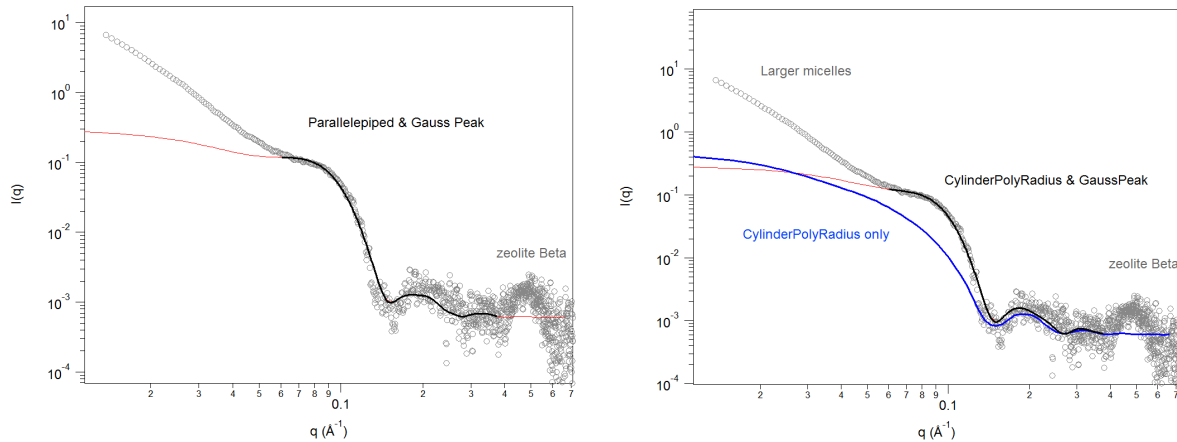 10¹
10⁰
10⁻¹
10⁻²
10⁻³
10⁻⁴
I(q)
Parallelepiped & Gauss Peak
zeolite Beta
2 3 4 5 6 7 8 9 2 3 4 5 6 7
0.1
q (Å⁻¹)
10¹
10⁰
10⁻¹
10⁻²
10⁻³
10⁻⁴
I(q)
Larger micelles
CylinderPolyRadius & GaussPeak
CylinderPolyRadius only
zeolite Beta
2 3 4 5 6 7 8 9 2 3 4 5 6 7
0.1
q (Å⁻¹)